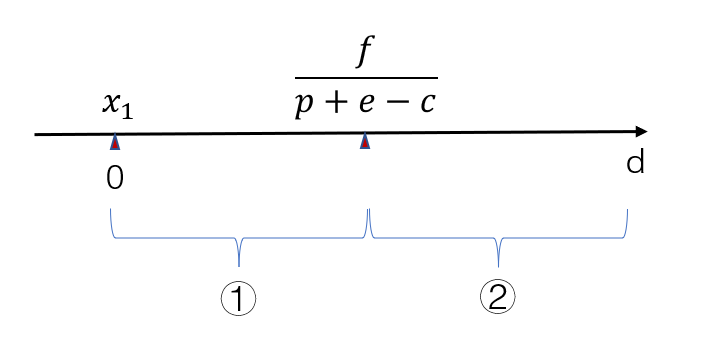 f
x₁ p + e − c
0 d
① ②